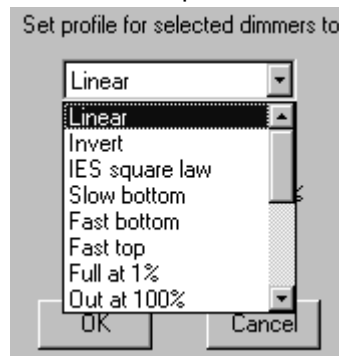 Set profile for selected dimmers to
Linear
Linear
Invert
IES square law
Slow bottom
Fast bottom
Fast top
Full at 1%
Out at 100%
OK
Cancel